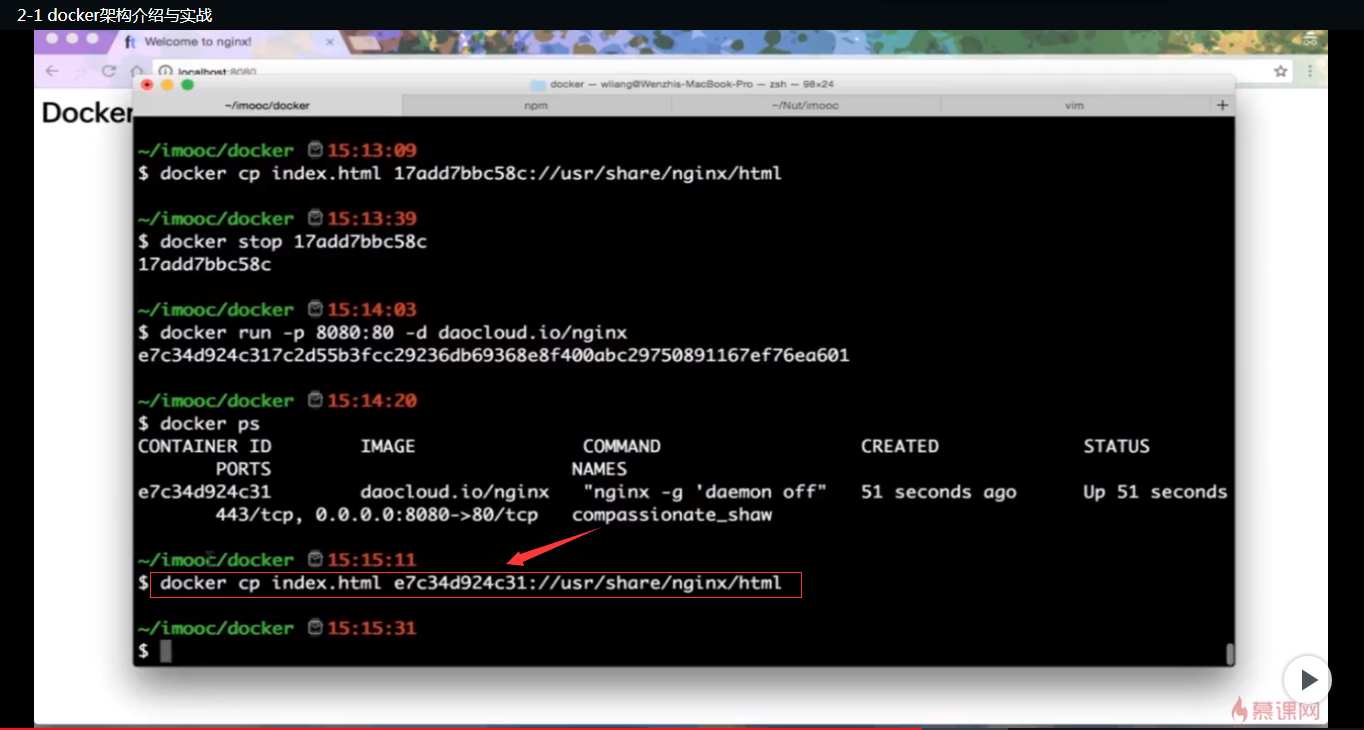 2-1 docker架构介绍与实战
Welcome to nginx!
localhost:8080
docker — wliang@Wenzhis-MacBook-Pro — zsh — 98×24
~/imooc/docker
npm
~/Nut/imooc
vim
Docker
~/imooc/docker 15:13:09
$ docker cp index.html 17add7bbc58c://usr/share/nginx/html
~/imooc/docker 15:13:39
$ docker stop 17add7bbc58c
17add7bbc58c
~/imooc/docker 15:14:03
$ docker run -p 8080:80 -d daocloud.io/nginx
e7c34d924c317c2d55b3fcc29236db69368e8f400abc29750891167ef76ea601
~/imooc/docker 15:14:20
$ docker ps
CONTAINER ID IMAGE COMMAND CREATED STATUS
PORTS NAMES
e7c34d924c31 daocloud.io/nginx "nginx -g 'daemon off" 51 seconds ago Up 51 seconds
443/tcp, 0.0.0.0:8080->80/tcp compassionate_shaw
~/imooc/docker 15:15:11
$ docker cp index.html e7c34d924c31://usr/share/nginx/html
~/imooc/docker 15:15:31
$
慕课网